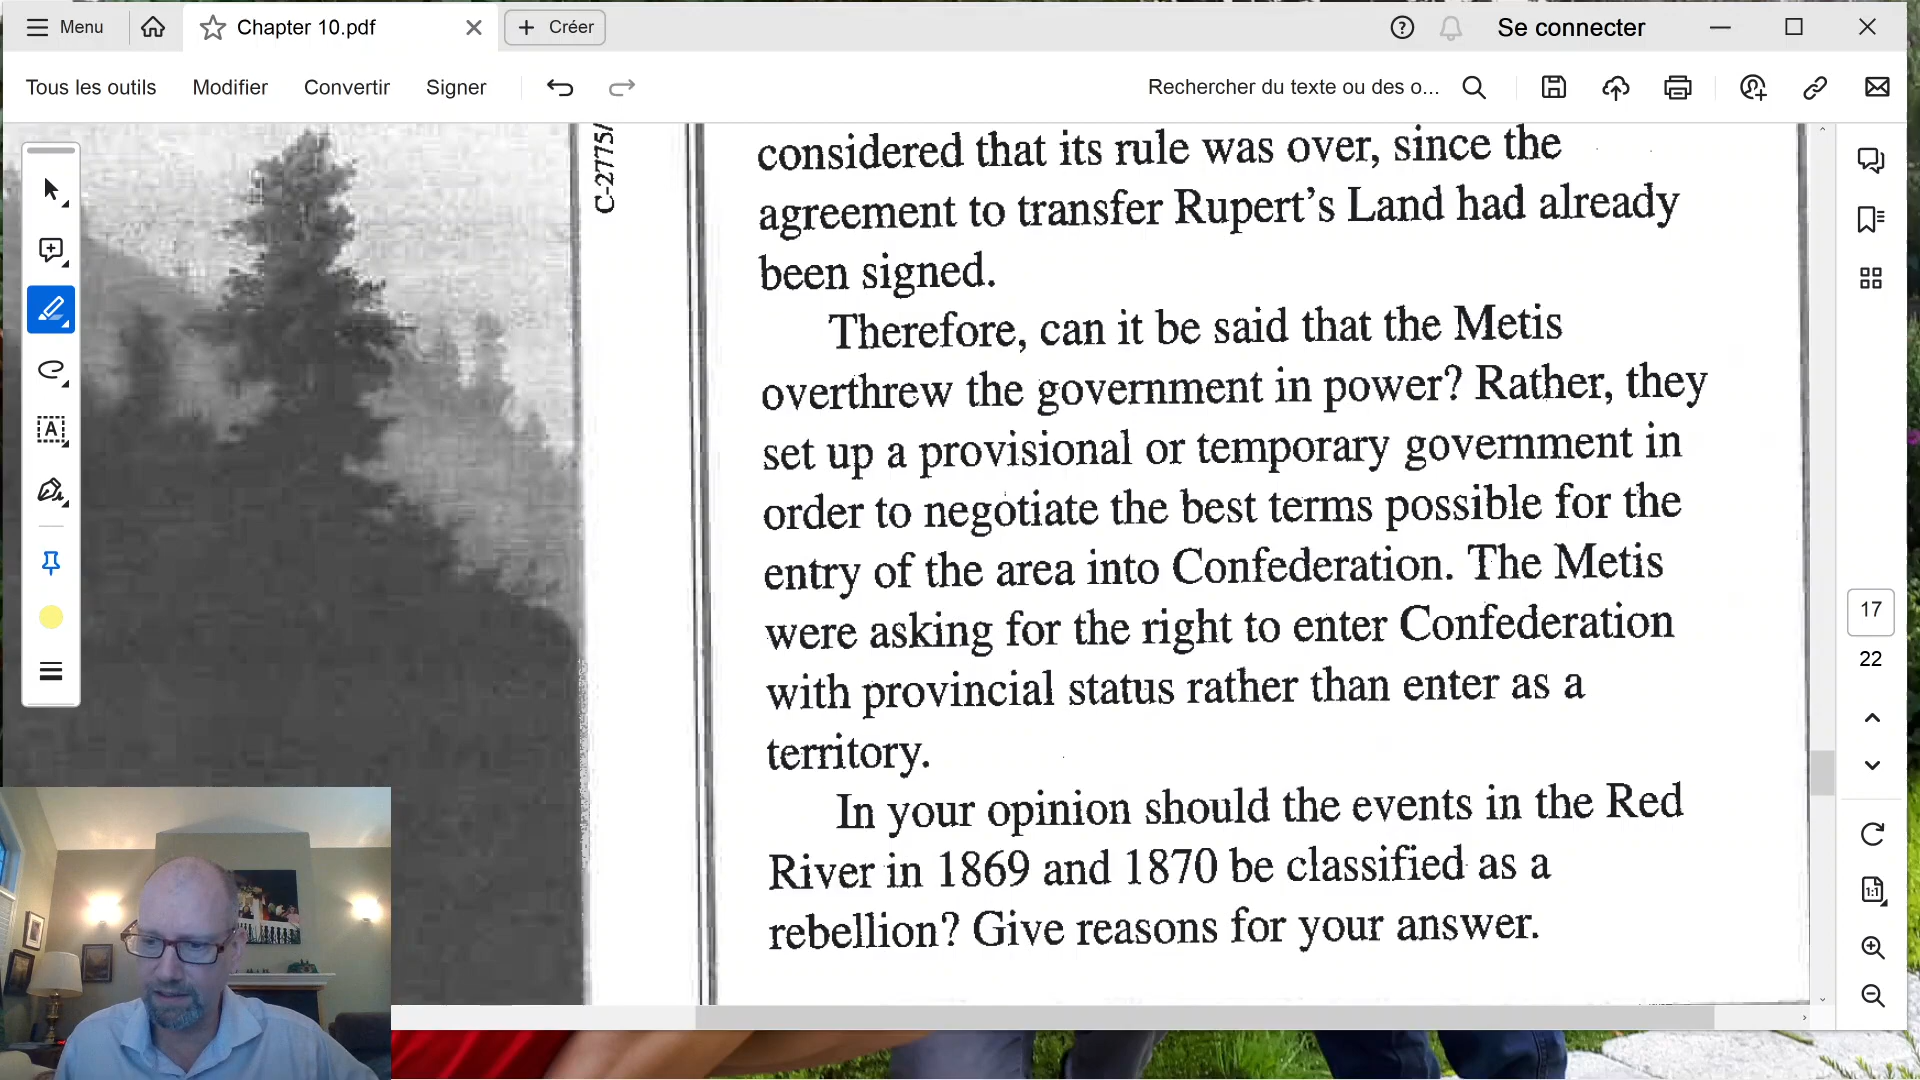 Menu
Chapter 10.pdf
Créer
Se connecter
Tous les outils
Modifier
Convertir
Signer
Rechercher du texte ou des o...
C-2775/
considered that its rule was over, since the
agreement to transfer Rupert's Land had already
been signed.
Therefore, can it be said that the Metis
overthrew the government in power? Rather, they
set up a provisional or temporary government in
order to negotiate the best terms possible for the
entry of the area into Confederation. The Metis
were asking for the right to enter Confederation
with provincial status rather than enter as a
territory.
In your opinion should the events in the Red
River in 1869 and 1870 be classified as a
rebellion? Give reasons for your answer.
17
22
1:1